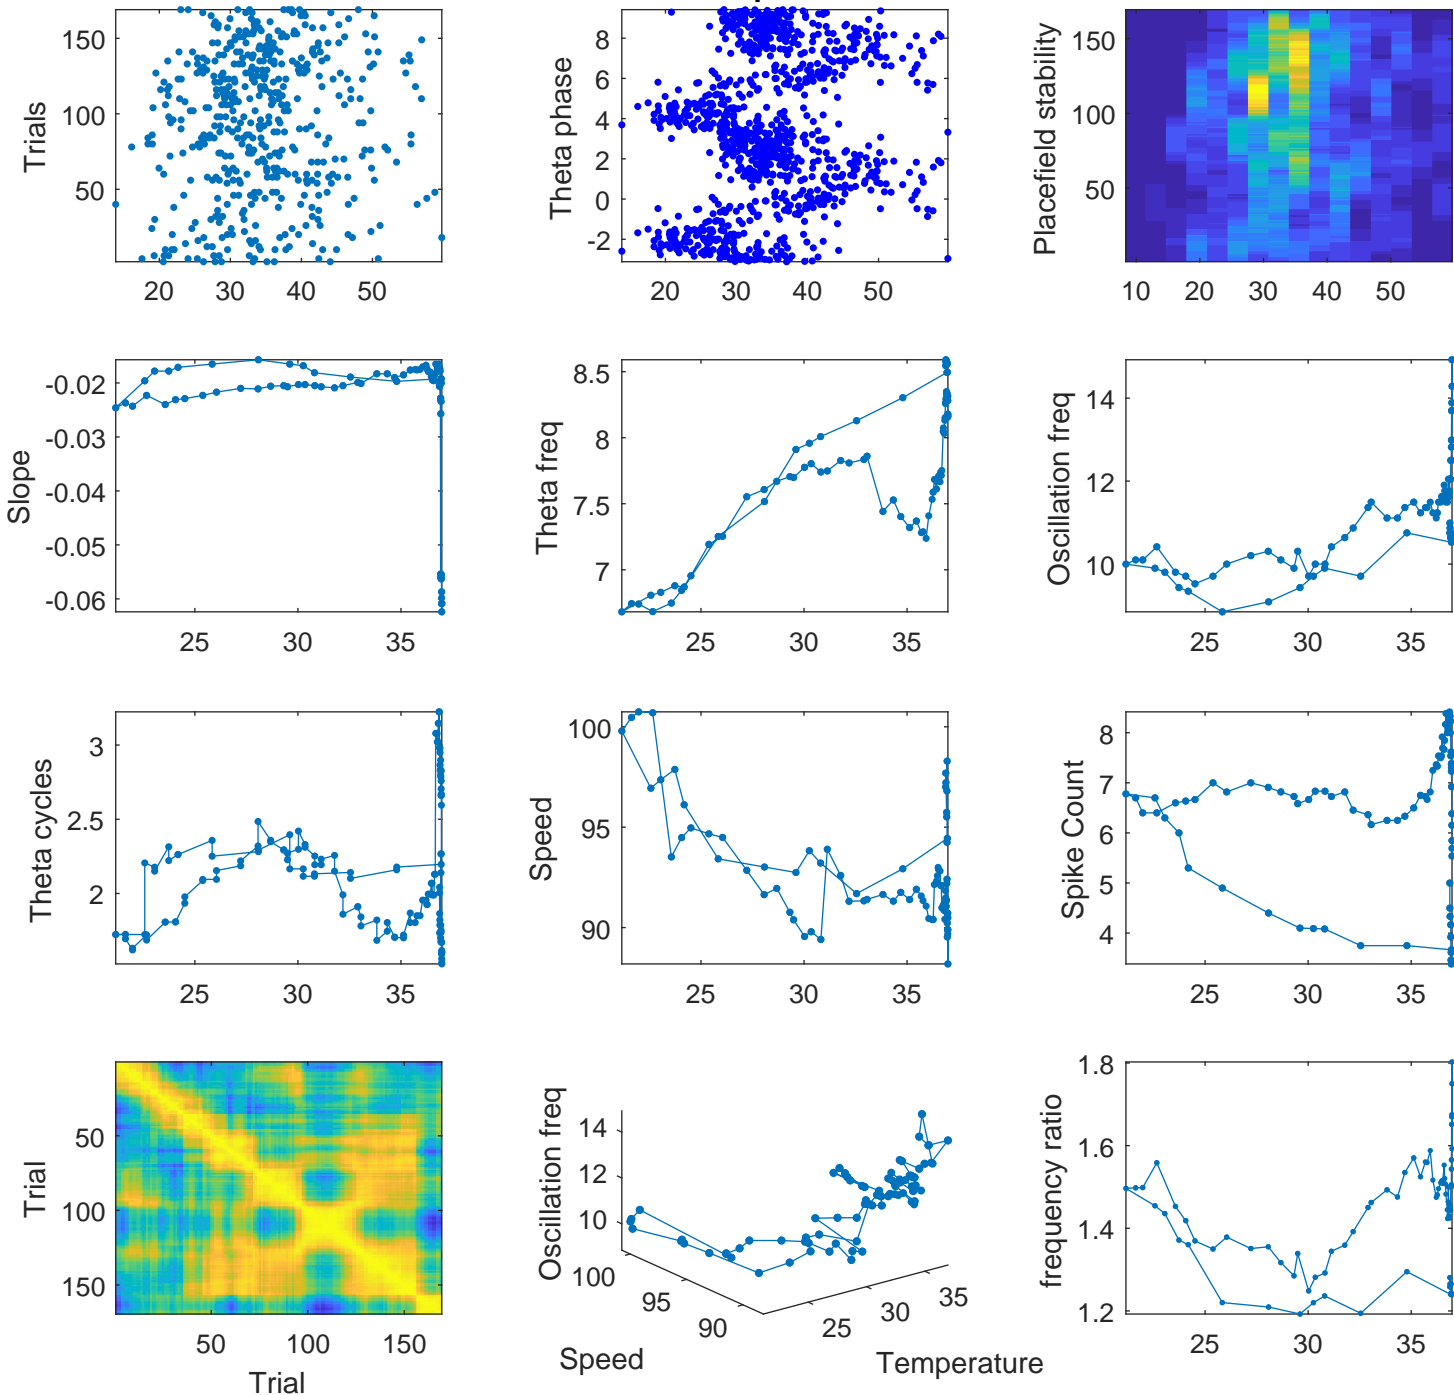 Trials
150
100
50
20 30 40 50
Theta phase
8
6
4
2
0
-2
20 30 40 50
Placefield stability
150
100
50
10 20 30 40 50
Slope
-0.02
-0.03
-0.04
-0.05
-0.06
25 30 35
Theta freq
8.5
8
7.5
7
25 30 35
Oscillation freq
14
12
10
25 30 35
Theta cycles
3
2.5
2
25 30 35
Speed
100
95
90
25 30 35
Spike Count
8
7
6
5
4
25 30 35
Trial
50
100
150
50 100 150
Trial
Oscillation freq
14
12
10
100
95
90
25
30
35
Speed
Temperature
frequency ratio
1.8
1.6
1.4
1.2
25 30 35